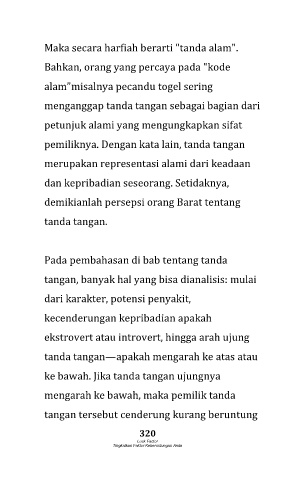 Maka secara harfiah berarti "tanda alam".
Bahkan, orang yang percaya pada "kode
alam"misalnya pecandu togel sering
menganggap tanda tangan sebagai bagian dari
petunjuk alami yang mengungkapkan sifat
pemiliknya. Dengan kata lain, tanda tangan
merupakan representasi alami dari keadaan
dan kepribadian seseorang. Setidaknya,
demikianlah persepsi orang Barat tentang
tanda tangan.
Pada pembahasan di bab tentang tanda
tangan, banyak hal yang bisa dianalisis: mulai
dari karakter, potensi penyakit,
kecenderungan kepribadian apakah
ekstrovert atau introvert, hingga arah ujung
tanda tangan—apakah mengarah ke atas atau
ke bawah. Jika tanda tangan ujungnya
mengarah ke bawah, maka pemilik tanda
tangan tersebut cenderung kurang beruntung
320
Luck Factor
Tingkatkan Faktor Keberuntungan Anda